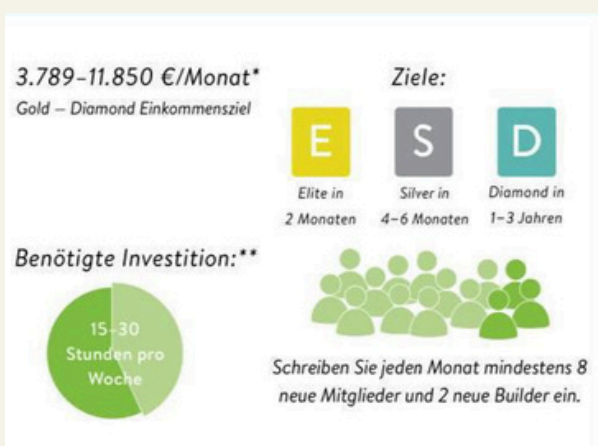 3.789–11.850 €/Monat*
Gold – Diamond Einkommensziel
Ziele:
E
S
D
Elite in
2 Monaten
Silver in
4–6 Monaten
Diamond in
1–3 Jahren
Benötigte Investition:**
15-30
Stunden pro
Woche
Schreiben Sie jeden Monat mindestens 8
neue Mitglieder und 2 neue Builder ein.